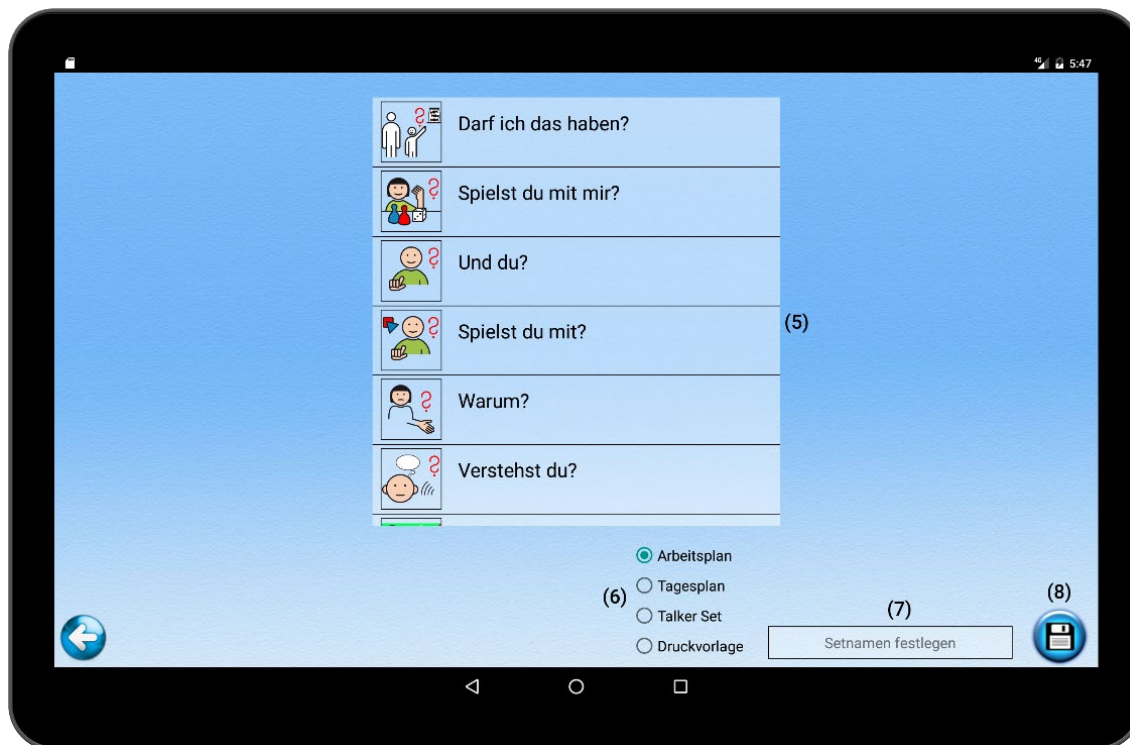 4G 5:47
Darf ich das haben?
Spielst du mit mir?
Und du?
Spielst du mit?
(5)
Warum?
Verstehst du?
Arbeitsplan
(6)
Tagesplan
Talker Set
Druckvorlage
(7)
Setnamen festlegen
(8)